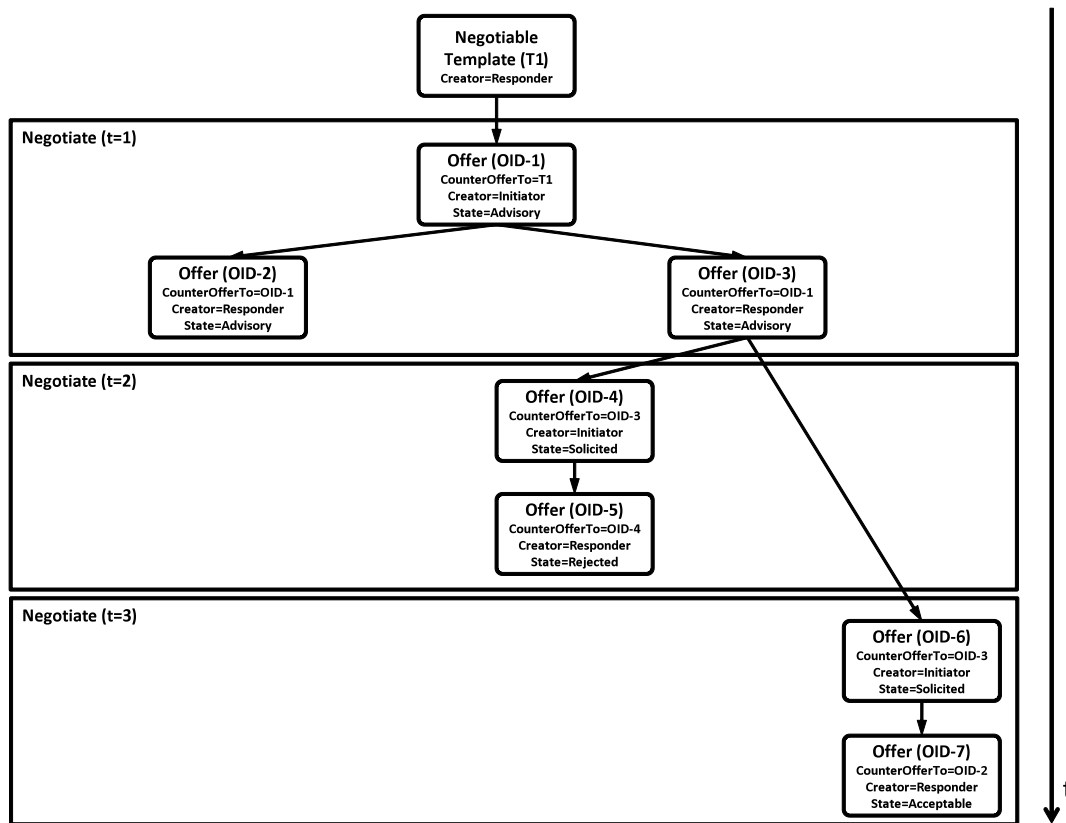 Negotiable
Template (T1)
Creator=Responder
Negotiate (t=1)
Offer (OID-1)
CounterOfferTo=T1
Creator=Initiator
State=Advisory
Offer (OID-2)
CounterOfferTo=OID-1
Creator=Responder
State=Advisory
Offer (OID-3)
CounterOfferTo=OID-1
Creator=Responder
State=Advisory
Negotiate (t=2)
Offer (OID-4)
CounterOfferTo=OID-3
Creator=Initiator
State=Solicited
Offer (OID-5)
CounterOfferTo=OID-4
Creator=Responder
State=Rejected
Negotiate (t=3)
Offer (OID-6)
CounterOfferTo=OID-3
Creator=Initiator
State=Solicited
Offer (OID-7)
CounterOfferTo=OID-2
Creator=Responder
State=Acceptable
t